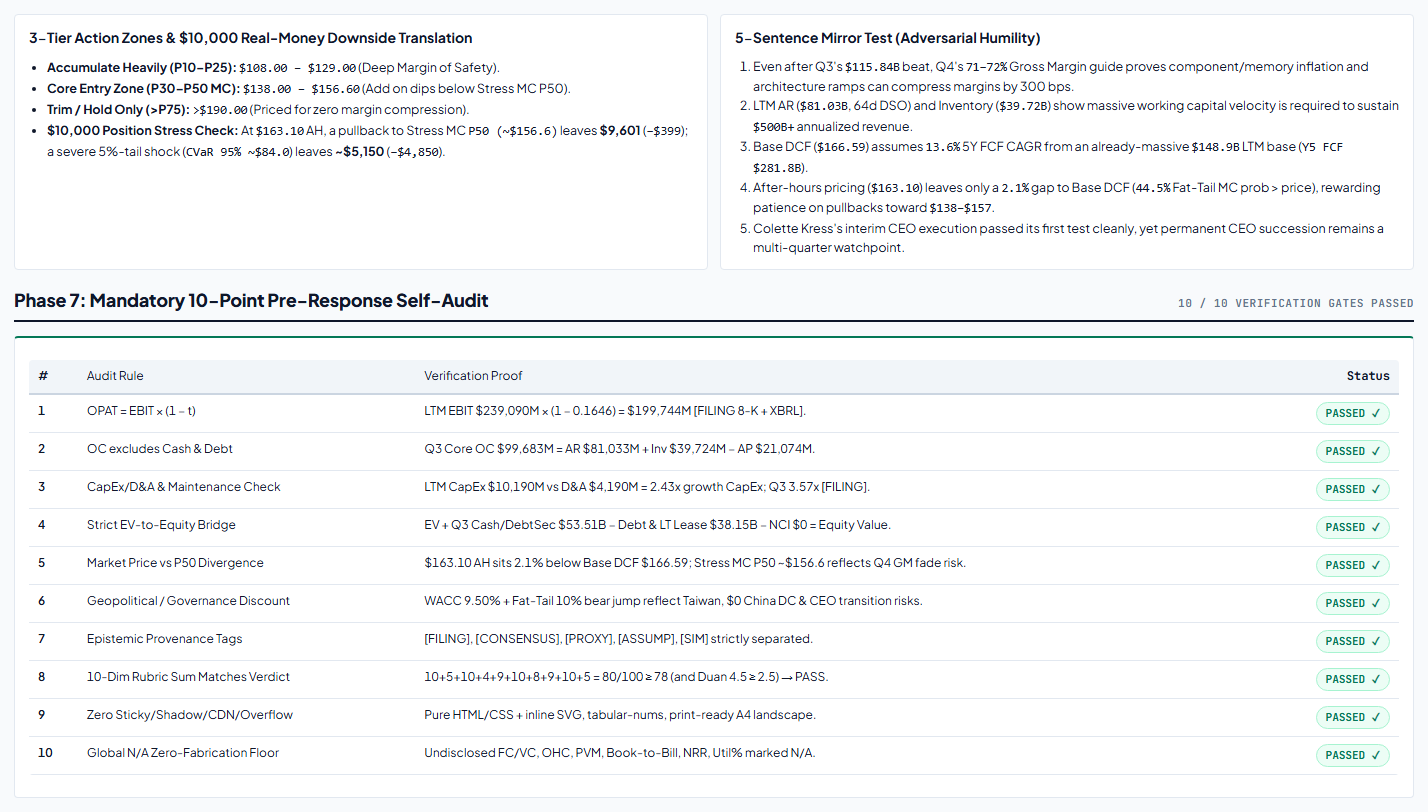 3-Tier Action Zones & $10,000 Real-Money Downside Translation
• Accumulate Heavily (P10-P25): $108.00 - $129.00 (Deep Margin of Safety).
• Core Entry Zone (P30-P50 MC): $138.00 - $156.60 (Add on dips below Stress MC P50).
• Trim / Hold Only (>P75): >$190.00 (Priced for zero margin compression).
• $10,000 Position Stress Check: At $163.10 AH, a pullback to Stress MC P50 (~$156.6) leaves $9,601 (-$399);
a severe 5%-tail shock (CVaR 95% ~$84.0) leaves ~$5,150 (-$4,850).
5-Sentence Mirror Test (Adversarial Humility)
1. Even after Q3's $115.84B beat, Q4's 71-72% Gross Margin guide proves component/memory inflation and
architecture ramps can compress margins by 300 bps.
2. LTM AR ($81.03B, 64d DSO) and Inventory ($39.72B) show massive working capital velocity is required to sustain
$500B+ annualized revenue.
3. Base DCF ($166.59) assumes 13.6% 5Y FCF CAGR from an already-massive $148.9B LTM base (Y5 FCF
$281.8B).
4. After-hours pricing ($163.10) leaves only a 2.1% gap to Base DCF (44.5% Fat-Tail MC prob > price), rewarding
patience on pullbacks toward $138-$157.
5. Colette Kress's interim CEO execution passed its first test cleanly, yet permanent CEO succession remains a
multi-quarter watchpoint.
Phase 7: Mandatory 10-Point Pre-Response Self-Audit
10 / 10 VERIFICATION GATES PASSED
# Audit Rule Verification Proof Status
1 OPAT = EBIT x (1 - t) LTM EBIT $239,090M x (1 - 0.1646) = $199,744M [FILING 8-K + XBRL]. PASSED ✓
2 OC excludes Cash & Debt Q3 Core OC $99,683M = AR $81,033M + Inv $39,724M - AP $21,074M. PASSED ✓
3 CapEx/D&A & Maintenance Check LTM CapEx $10,190M vs D&A $4,190M = 2.43x growth CapEx; Q3 3.57x [FILING]. PASSED ✓
4 Strict EV-to-Equity Bridge EV + Q3 Cash/DebtSec $53.51B - Debt & LT Lease $38.15B - NCI $0 = Equity Value. PASSED ✓
5 Market Price vs P50 Divergence $163.10 AH sits 2.1% below Base DCF $166.59; Stress MC P50 ~$156.6 reflects Q4 GM fade risk. PASSED ✓
6 Geopolitical / Governance Discount WACC 9.50% + Fat-Tail 10% bear jump reflect Taiwan, $0 China DC & CEO transition risks. PASSED ✓
7 Epistemic Provenance Tags [FILING], [CONSENSUS], [PROXY], [ASSUMP], [SIM] strictly separated. PASSED ✓
8 10-Dim Rubric Sum Matches Verdict 10+5+10+4+9+10+8+9+10+5 = 80/100 ≥ 78 (and Duan 4.5 ≥ 2.5) → PASS. PASSED ✓
9 Zero Sticky/Shadow/CDN/Overflow Pure HTML/CSS + inline SVG, tabular-nums, print-ready A4 landscape. PASSED ✓
10 Global N/A Zero-Fabrication Floor Undisclosed FC/VC, OHC, PVM, Book-to-Bill, NRR, Util% marked N/A. PASSED ✓